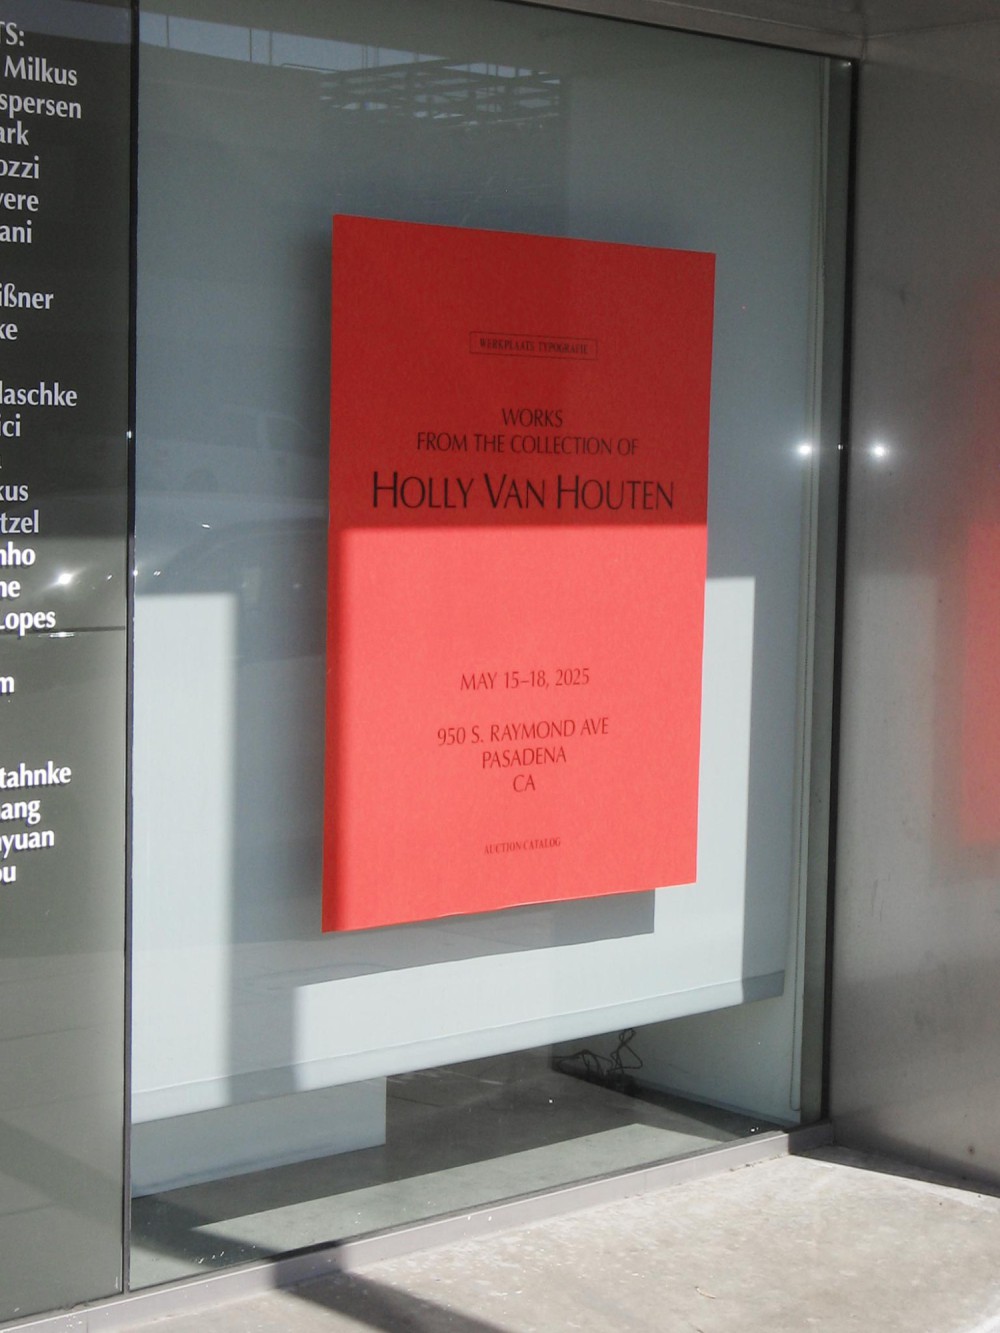 TS:
Milkus
spersen
ark
ozzi
vere
ani
ißner
ke
laschke
ici
kus
tzel
nho
ne
Lopes
m
tahnke
ang
yuan
ou
WERKPLAATS TYPOGRAFIE
WORKS
FROM THE COLLECTION OF
HOLLY VAN HOUTEN
MAY 15–18, 2025
950 S. RAYMOND AVE
PASADENA
CA
AUCTION CATALOG